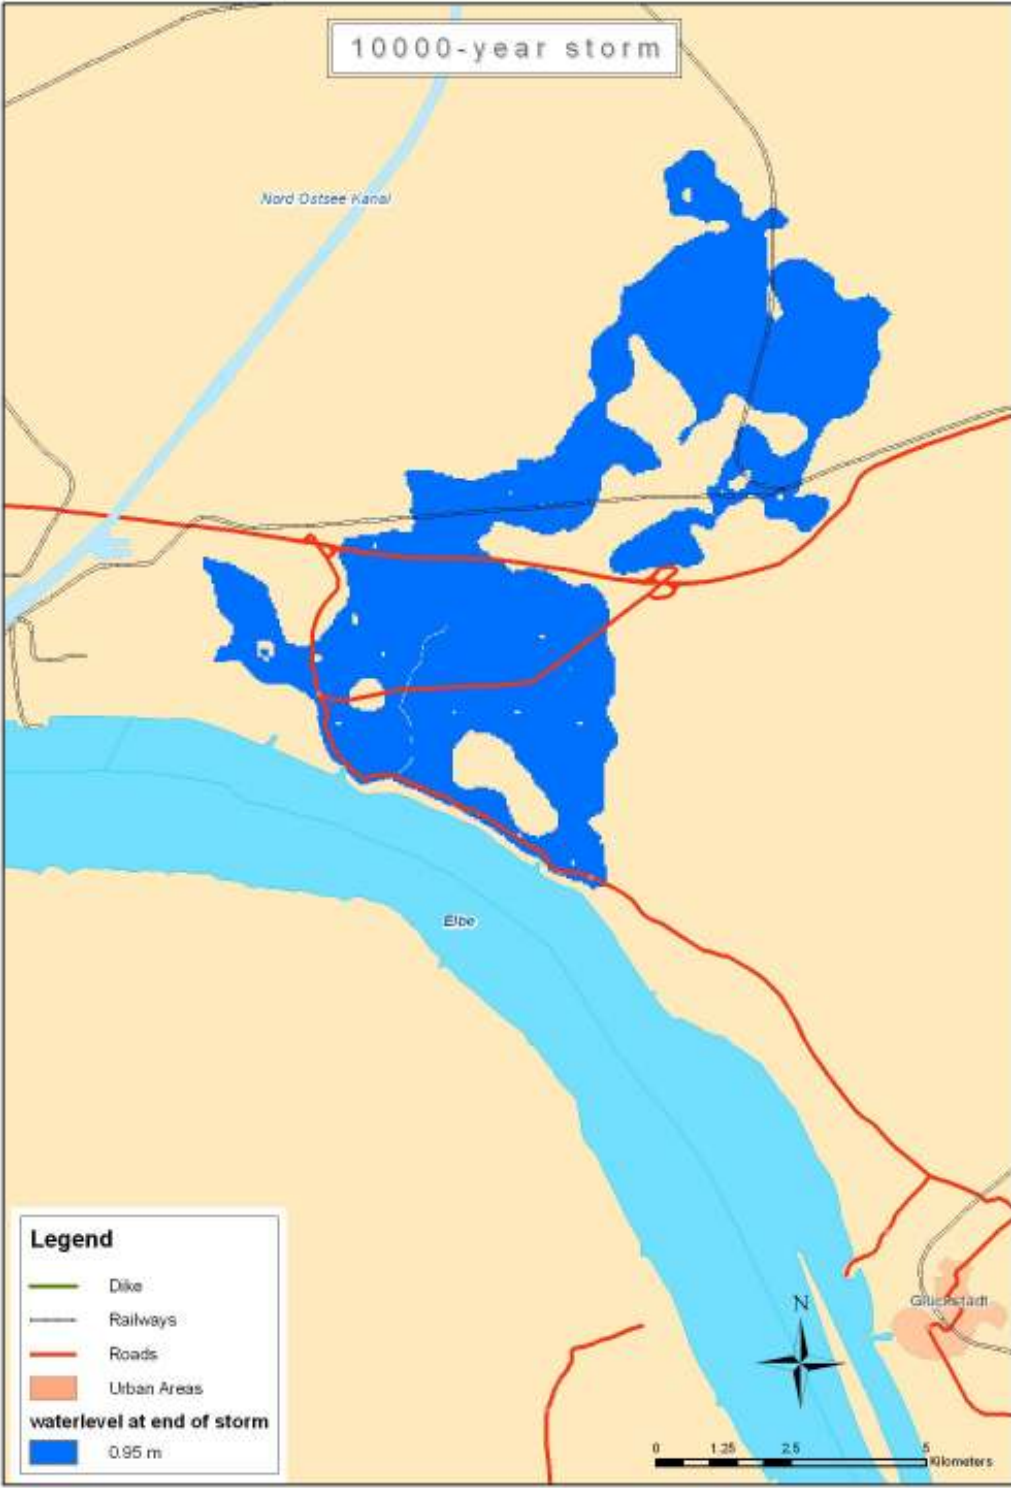 10000-year storm
Nord Ostsee Kanal
Elbe
Glückstadt
N
Legend
Dike
Railways
Roads
Urban Areas
waterlevel at end of storm
0.95 m
0 1.25 2.5 5
Kilometers